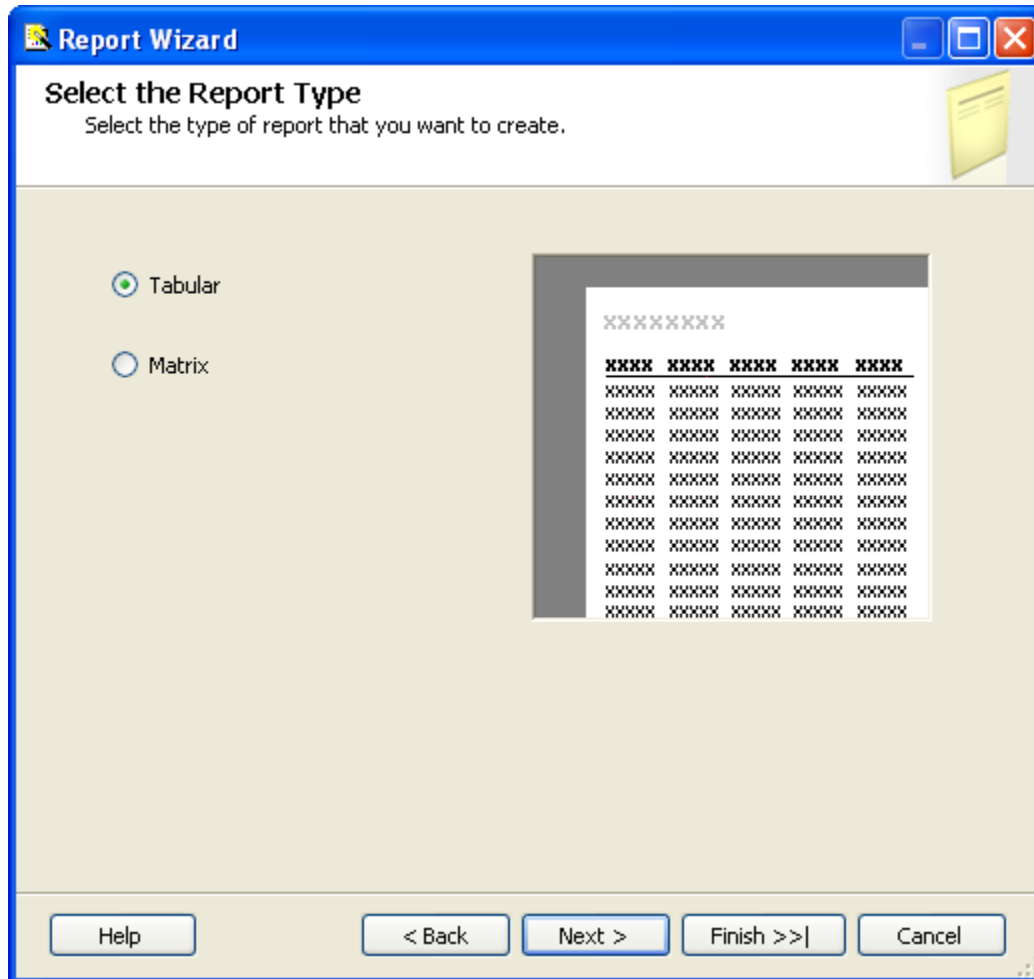 Report Wizard
Select the Report Type
Select the type of report that you want to create.
Tabular
Matrix
xxxxxxxx
xxxx xxxx xxxx xxxx xxxx
xxxxx xxxxx xxxxx xxxxx xxxxx
xxxxx xxxxx xxxxx xxxxx xxxxx
xxxxx xxxxx xxxxx xxxxx xxxxx
xxxxx xxxxx xxxxx xxxxx xxxxx
xxxxx xxxxx xxxxx xxxxx xxxxx
xxxxx xxxxx xxxxx xxxxx xxxxx
xxxxx xxxxx xxxxx xxxxx xxxxx
xxxxx xxxxx xxxxx xxxxx xxxxx
xxxxx xxxxx xxxxx xxxxx xxxxx
xxxxx xxxxx xxxxx xxxxx xxxxx
xxxxx xxxxx xxxxx xxxxx xxxxx
Help < Back Next > Finish >>| Cancel